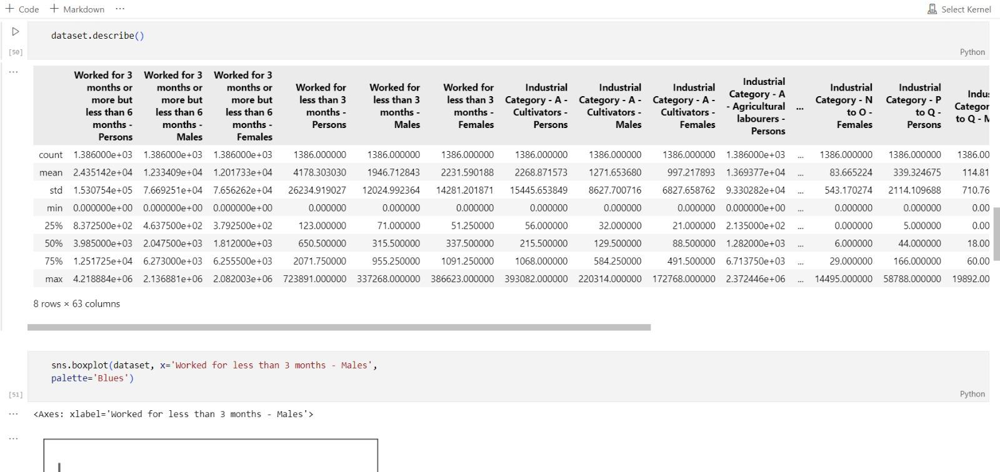 + Code + Markdown ...
Select Kernel
dataset.describe()
[50]
Python
...
Worked for 3 months or more but less than 6 months - Persons
Worked for 3 months or more but less than 6 months - Males
Worked for 3 months or more but less than 6 months - Females
Worked for less than 3 months - Persons
Worked for less than 3 months - Males
Worked for less than 3 months - Females
Industrial Category - A - Cultivators - Persons
Industrial Category - A - Cultivators - Males
Industrial Category - A - Cultivators - Females
Industrial Category - A - Agricultural labourers - Persons
...
Industrial Category - N to O - Females
Industrial Category - P to Q - Persons
Indus Categor to Q - M
count 1.386000e+03 1.386000e+03 1.386000e+03 1386.000000 1386.000000 1386.000000 1386.000000 1386.000000 1386.000000 1.386000e+03 ... 1386.000000 1386.000000 1386.00
mean 2.435142e+04 1.233409e+04 1.201733e+04 4178.303030 1946.712843 2231.590188 2268.871573 1271.653680 997.217893 1.369377e+04 ... 83.665224 339.324675 114.81
std 1.530754e+05 7.669251e+04 7.656262e+04 26234.919027 12024.992364 14281.201871 15445.653849 8627.700716 6827.658762 9.330282e+04 ... 543.170274 2114.109688 710.76
min 0.000000e+00 0.000000e+00 0.000000e+00 0.000000 0.000000 0.000000 0.000000 0.000000 0.000000 0.000000e+00 ... 0.000000 0.000000 0.00
25% 8.372500e+02 4.637500e+02 3.792500e+02 123.000000 71.000000 51.250000 56.000000 32.000000 21.000000 2.135000e+02 ... 0.000000 5.000000 0.00
50% 3.985000e+03 2.047500e+03 1.812000e+03 650.500000 315.500000 337.500000 215.500000 129.500000 88.500000 1.282000e+03 ... 6.000000 44.000000 18.00
75% 1.251725e+04 6.273000e+03 6.255500e+03 2071.750000 955.250000 1091.250000 1068.000000 584.250000 491.500000 6.713750e+03 ... 29.000000 166.000000 60.00
max 4.218884e+06 2.136881e+06 2.082003e+06 723891.000000 337268.000000 386623.000000 393082.000000 220314.000000 172768.000000 2.372446e+06 ... 14495.000000 58788.000000 19892.00
8 rows × 63 columns
sns.boxplot(dataset, x='Worked for less than 3 months - Males',
palette='Blues')
[51]
Python
...
<Axes: xlabel='Worked for less than 3 months - Males'>
...